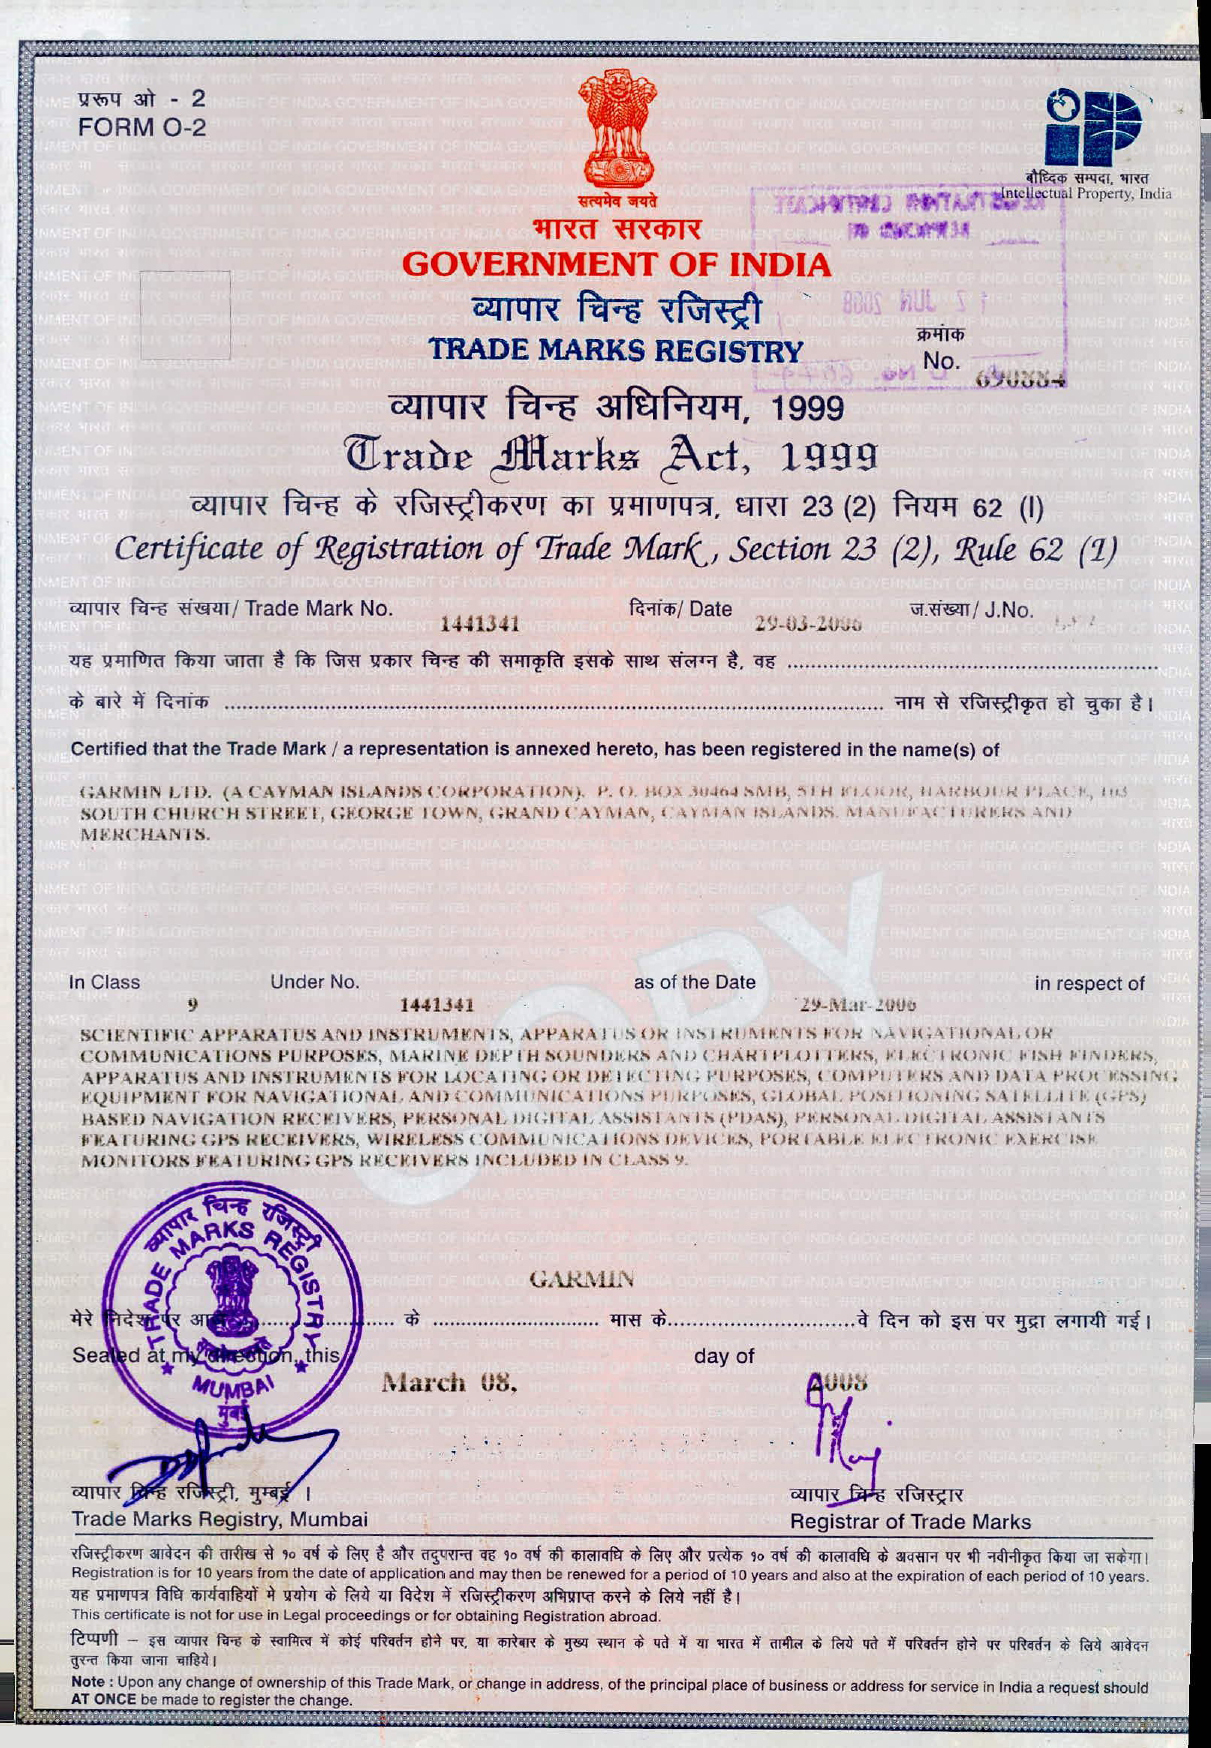 प्ररूप ओ - 2
FORM O-2
बौध्दिक सम्पदा, भारत
Intellectual Property, India
सत्यमेव जयते
भारत सरकार
GOVERNMENT OF INDIA
व्यापार चिन्ह रजिस्ट्री
TRADE MARKS REGISTRY
क्रमांक
No. 690884
व्यापार चिन्ह अधिनियम, 1999
Trade Marks Act, 1999
व्यापार चिन्ह के रजिस्ट्रीकरण का प्रमाणपत्र, धारा 23 (2) नियम 62 (I)
Certificate of Registration of Trade Mark, Section 23 (2), Rule 62 (1)
व्यापार चिन्ह संखया/ Trade Mark No. 1441341 दिनांक/ Date 29-03-2006 ज.संख्या/ J.No.
यह प्रमाणित किया जाता है कि जिस प्रकार चिन्ह की समाकृति इसके साथ संलग्न है, वह ..........
के बारे में दिनांक .......... नाम से रजिस्ट्रीकृत हो चुका है।
Certified that the Trade Mark / a representation is annexed hereto, has been registered in the name(s) of
GARMIN LTD. (A CAYMAN ISLANDS CORPORATION). P. O. BOX 30464 SMB, 5TH FLOOR, HARBOUR PLACE, 103
SOUTH CHURCH STREET, GEORGE TOWN, GRAND CAYMAN, CAYMAN ISLANDS. MANUFACTURERS AND
MERCHANTS.
In Class 9 Under No. 1441341 as of the Date 29-Mar-2006 in respect of
SCIENTIFIC APPARATUS AND INSTRUMENTS, APPARATUS OR INSTRUMENTS FOR NAVIGATIONAL OR
COMMUNICATIONS PURPOSES, MARINE DEPTH SOUNDERS AND CHARTPLOTTERS, ELECTRONIC FISH FINDERS,
APPARATUS AND INSTRUMENTS FOR LOCATING OR DETECTING PURPOSES, COMPUTERS AND DATA PROCESSING
EQUIPMENT FOR NAVIGATIONAL AND COMMUNICATIONS PURPOSES, GLOBAL POSITIONING SATELLITE (GPS)
BASED NAVIGATION RECEIVERS, PERSONAL DIGITAL ASSISTANTS (PDAS), PERSONAL DIGITAL ASSISTANTS
FEATURING GPS RECEIVERS, WIRELESS COMMUNICATIONS DEVICES, PORTABLE ELECTRONIC EXERCISE
MONITORS FEATURING GPS RECEIVERS INCLUDED IN CLASS 9.
COPY
व्यापार चिन्ह रजिस्ट्री
TRADE MARKS REGISTRY
MUMBAI
मुंबई
GARMIN
मेरे निदेश पर आज .......... के .......... मास के .......... वे दिन को इस पर मुद्रा लगायी गई।
Sealed at my direction, this March 08, day of 2008
व्यापार चिन्ह रजिस्ट्री, मुम्बई ।
Trade Marks Registry, Mumbai
व्यापार चिन्ह रजिस्ट्रार
Registrar of Trade Marks
रजिस्ट्रीकरण आवेदन की तारीख से १० वर्ष के लिए है और तदुपरान्त वह १० वर्ष की कालावधि के लिए और प्रत्येक १० वर्ष की कालावधि के अवसान पर भी नवीनीकृत किया जा सकेगा।
Registration is for 10 years from the date of application and may then be renewed for a period of 10 years and also at the expiration of each period of 10 years.
यह प्रमाणपत्र विधि कार्यवाहियों मे प्रयोग के लिये या विदेश में रजिस्ट्रीकरण अभिप्राप्त करने के लिये नहीं है।
This certificate is not for use in Legal proceedings or for obtaining Registration abroad.
टिप्पणी – इस व्यापार चिन्ह के स्वामित्व में कोई परिवर्तन होने पर, या कारेबार के मुख्य स्थान के पते में या भारत में तामील के लिये पते में परिवर्तन होने पर परिवर्तन के लिये आवेदन
तुरन्त किया जाना चाहिये।
Note : Upon any change of ownership of this Trade Mark, or change in address, of the principal place of business or address for service in India a request should
AT ONCE be made to register the change.